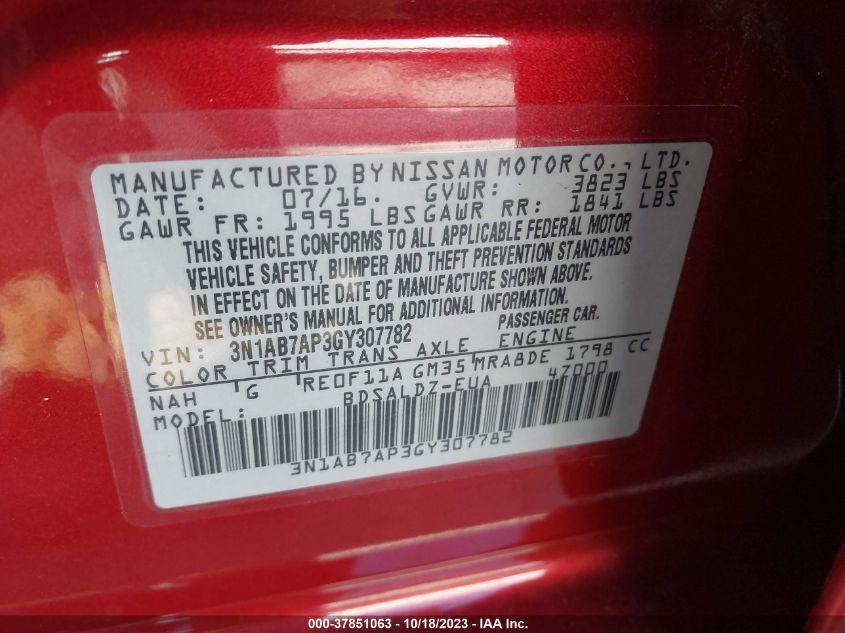 MANUFACTURED BY NISSAN MOTOR CO., LTD.
DATE: 07/16. GVWR: 3823 LBS
GAWR FR: 1995 LBS GAWR RR: 1841 LBS
THIS VEHICLE CONFORMS TO ALL APPLICABLE FEDERAL MOTOR
VEHICLE SAFETY, BUMPER AND THEFT PREVENTION STANDARDS
IN EFFECT ON THE DATE OF MANUFACTURE SHOWN ABOVE.
SEE OWNER'S MANUAL FOR ADDITIONAL INFORMATION.
VIN: 3N1AB7AP3GY307782 PASSENGER CAR.
COLOR TRIM TRANS AXLE ENGINE
NAH G RE0F11A GM35 MRA8DE 1798 CC
MODEL: BDSALDZ-EUA 4Z000
3N1AB7AP3GY307782
000-37851063 - 10/18/2023 - IAA Inc.